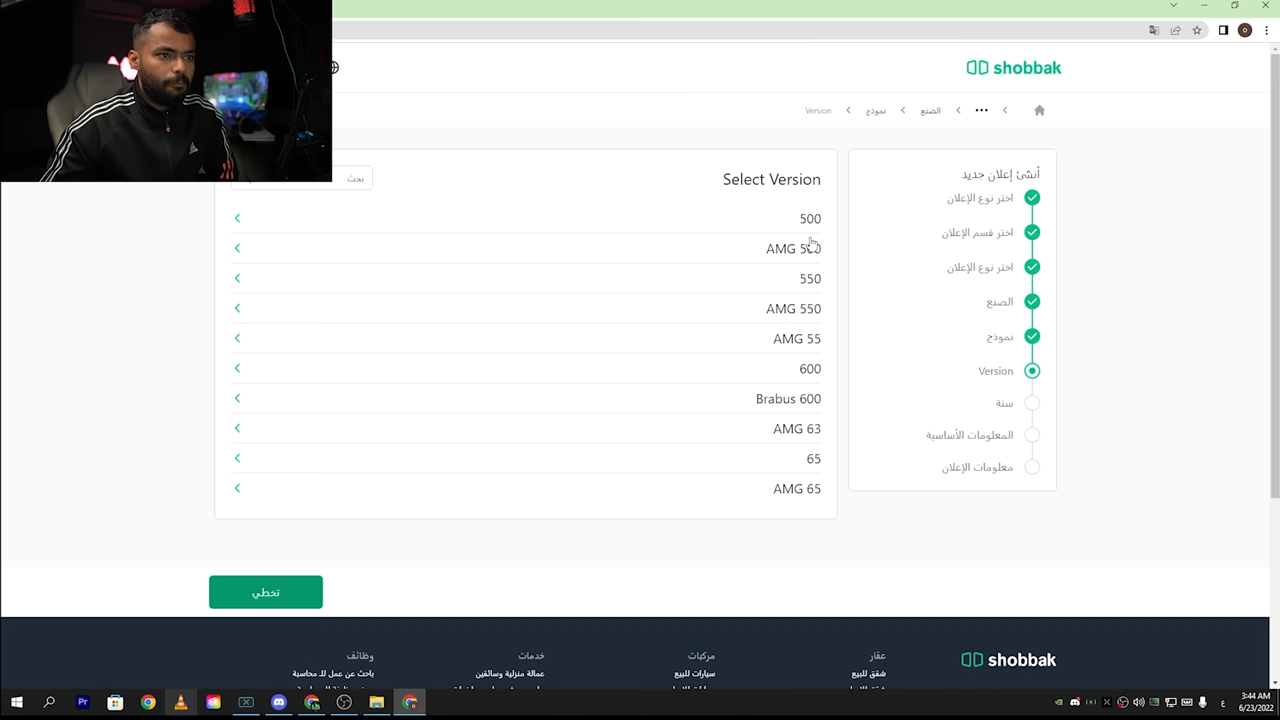 shobbak
الصنع
نموذج
Version
أنشئ إعلان جديد
اختر نوع الإعلان
اختر قسم الإعلان
اختر نوع الإعلان
الصنع
نموذج
Version
سنة
المعلومات الأساسية
معلومات الإعلان
Select Version
بحث
500
AMG 500
550
AMG 550
AMG 55
600
Brabus 600
AMG 63
65
AMG 65
تخطي
shobbak
عقار
مركبات
خدمات
وظائف
شقق للبيع
سيارات للبيع
عمالة منزلية وسائقين
باحث عن عمل للـ محاسبة
Pr
3:44 AM
6/23/2022